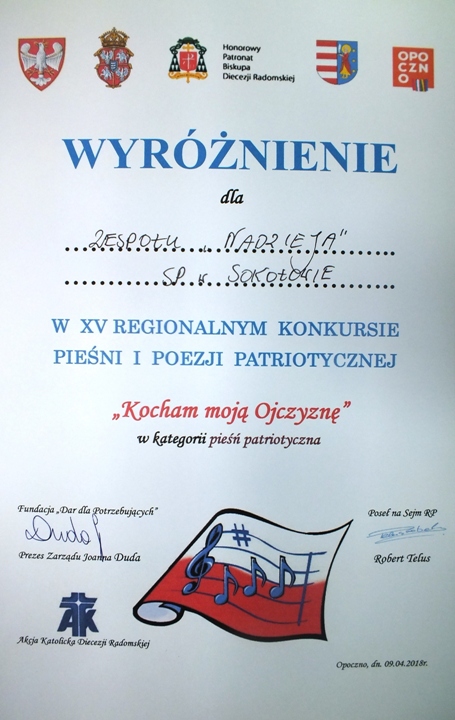 Honorowy
Patronat
Biskupa
Diecezji Radomskiej
OPO
CZN
O
WYRÓŻNIENIE
dla
ZESPOŁU „NADZIEJA"
SP w SOKOŁOWIE
W XV REGIONALNYM KONKURSIE
PIEŚNI I POEZJI PATRIOTYCZNEJ
„Kocham moją Ojczyznę"
w kategorii pieśń patriotyczna
Fundacja „Dar dla Potrzebujących"
Duda J
Prezes Zarządu Joanna Duda
Poseł na Sejm RP
Robert Telus
AK
Akcja Katolicka Diecezji Radomskiej
Opoczno, dn. 09.04.2018r.